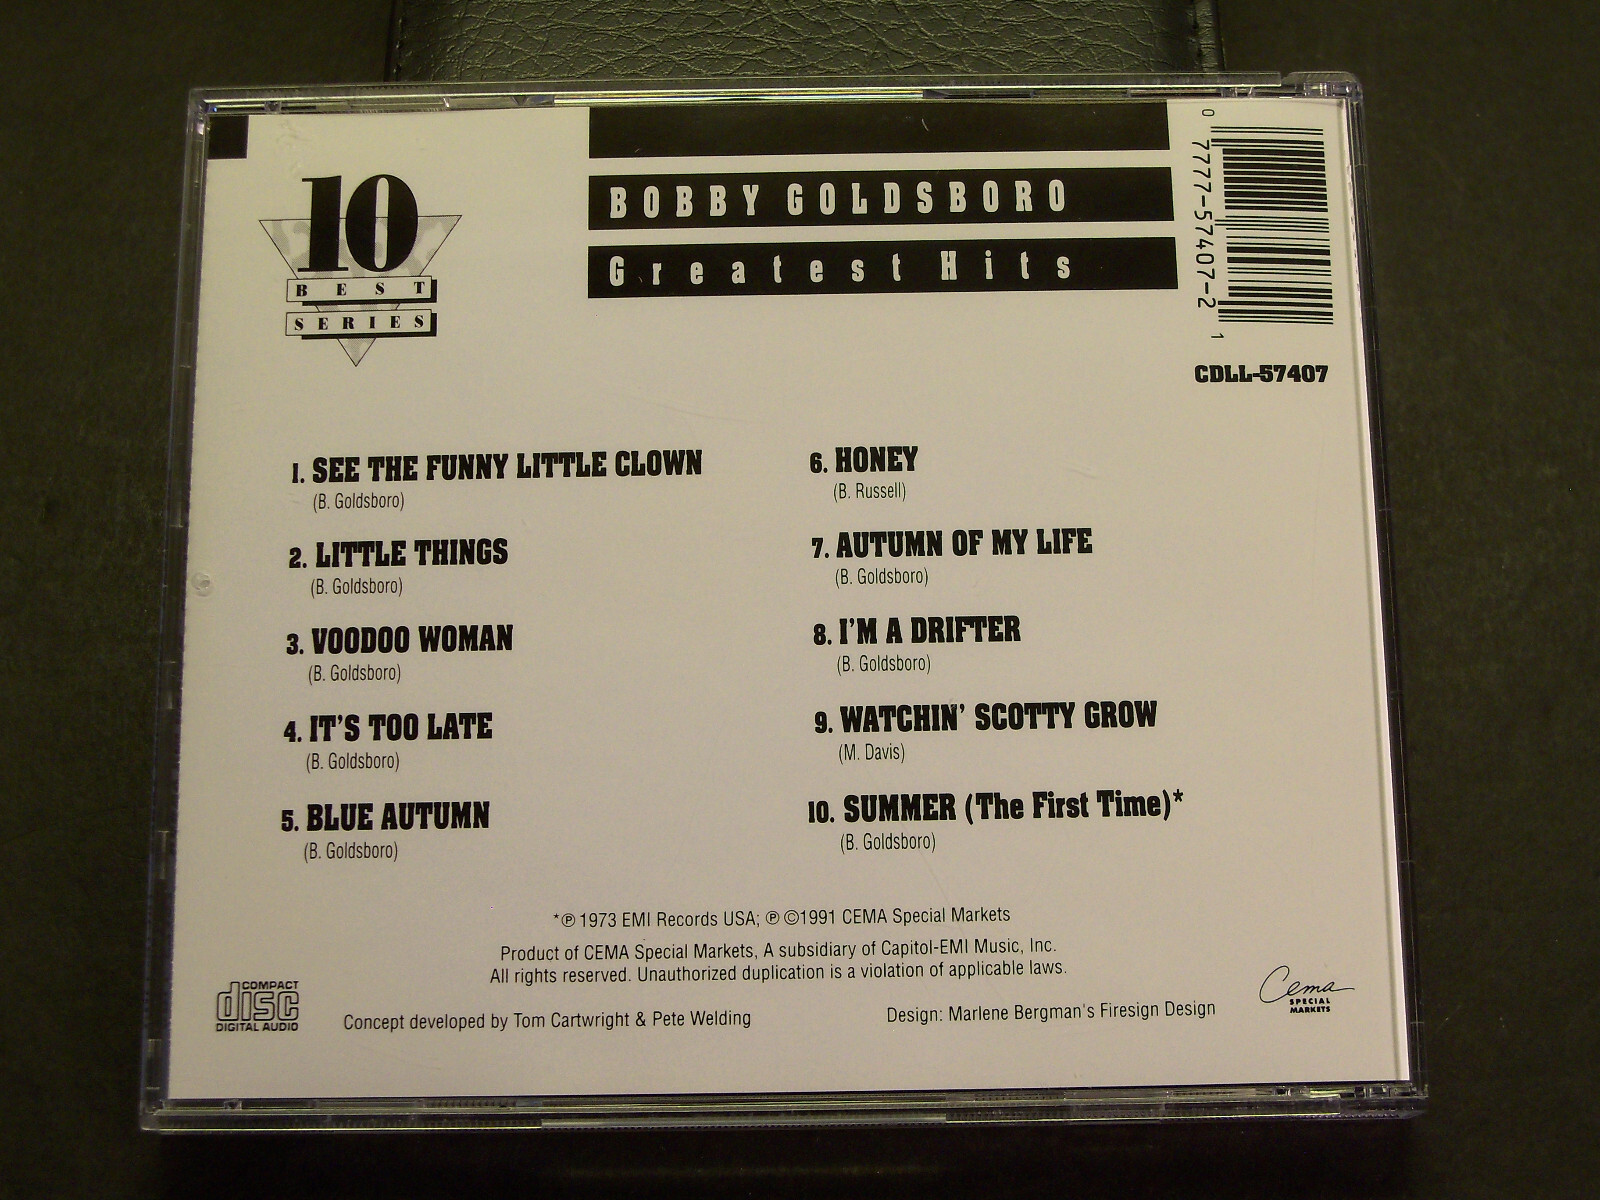 10
BEST
SERIES
BOBBY GOLDSBORO
Greatest Hits
0 7777-57407-2 1
CDLL-57407
1. SEE THE FUNNY LITTLE CLOWN
(B. Goldsboro)
2. LITTLE THINGS
(B. Goldsboro)
3. VOODOO WOMAN
(B. Goldsboro)
4. IT'S TOO LATE
(B. Goldsboro)
5. BLUE AUTUMN
(B. Goldsboro)
6. HONEY
(B. Russell)
7. AUTUMN OF MY LIFE
(B. Goldsboro)
8. I'M A DRIFTER
(B. Goldsboro)
9. WATCHIN' SCOTTY GROW
(M. Davis)
10. SUMMER (The First Time)*
(B. Goldsboro)
*℗ 1973 EMI Records USA; ℗ ©1991 CEMA Special Markets
Product of CEMA Special Markets, A subsidiary of Capitol-EMI Music, Inc.
All rights reserved. Unauthorized duplication is a violation of applicable laws.
COMPACT
disc
DIGITAL AUDIO
Concept developed by Tom Cartwright & Pete Welding
Design: Marlene Bergman's Firesign Design
Cema
SPECIAL
MARKETS